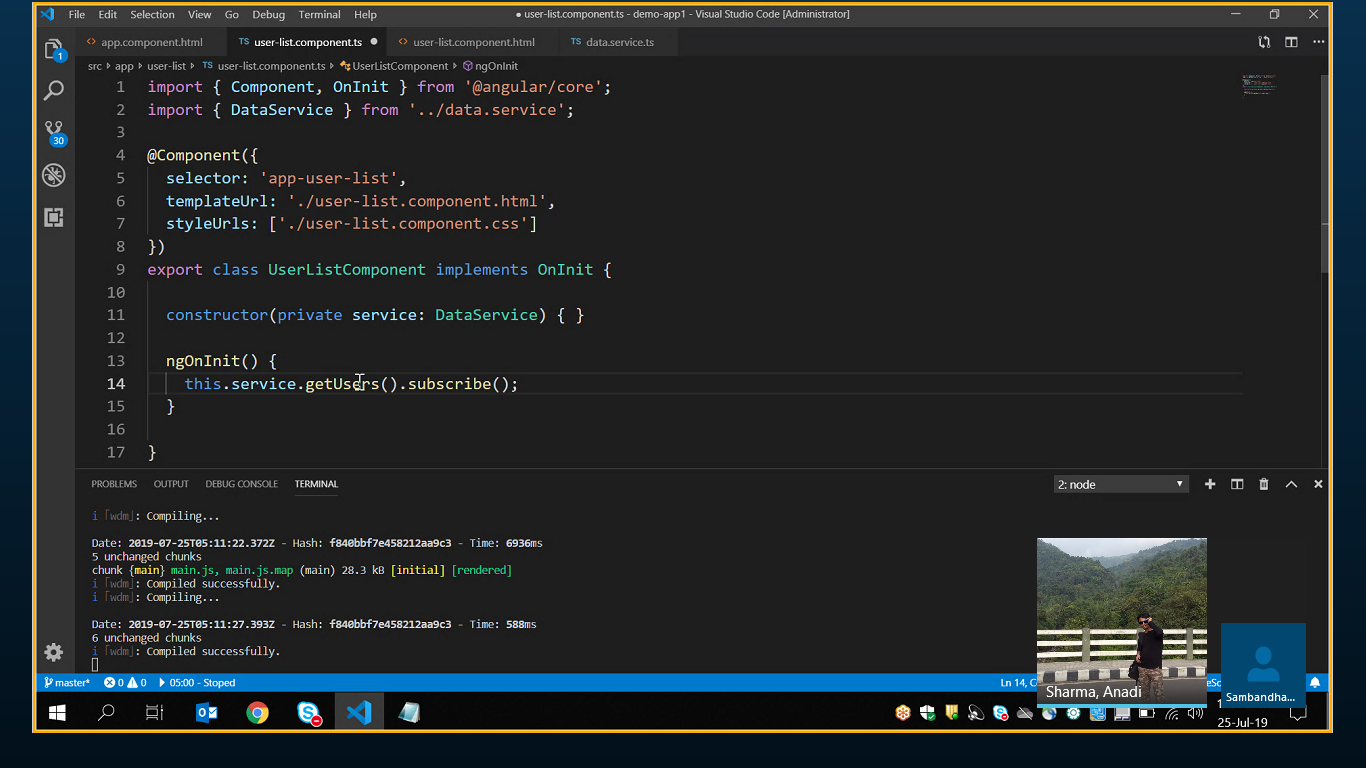 File Edit Selection View Go Debug Terminal Help
● user-list.component.ts - demo-app1 - Visual Studio Code [Administrator]
<> app.component.html TS user-list.component.ts ● <> user-list.component.html TS data.service.ts
src › app › user-list › TS user-list.component.ts › UserListComponent › ngOnInit
1 import { Component, OnInit } from '@angular/core';
2 import { DataService } from '../data.service';
3
4 @Component({
5 selector: 'app-user-list',
6 templateUrl: './user-list.component.html',
7 styleUrls: ['./user-list.component.css']
8 })
9 export class UserListComponent implements OnInit {
10
11 constructor(private service: DataService) { }
12
13 ngOnInit() {
14 this.service.getUsers().subscribe();
15 }
16
17 }
1
30
PROBLEMS OUTPUT DEBUG CONSOLE TERMINAL 2: node
i ｢wdm｣: Compiling...
Date: 2019-07-25T05:11:22.372Z - Hash: f840bbf7e458212aa9c3 - Time: 6936ms
5 unchanged chunks
chunk {main} main.js, main.js.map (main) 28.3 kB [initial] [rendered]
i ｢wdm｣: Compiled successfully.
i ｢wdm｣: Compiling...
Date: 2019-07-25T05:11:27.393Z - Hash: f840bbf7e458212aa9c3 - Time: 588ms
6 unchanged chunks
i ｢wdm｣: Compiled successfully.
master* 0 0 05:00 - Stoped Ln 14,
Sharma, Anadi
Sambandha...
25-Jul-19